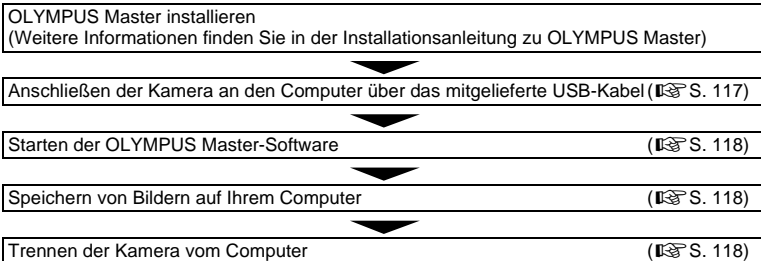 OLYMPUS Master installieren
(Weitere Informationen finden Sie in der Installationsanleitung zu OLYMPUS Master)
Anschließen der Kamera an den Computer über das mitgelieferte USB-Kabel (☞ S. 117)
Starten der OLYMPUS Master-Software (☞ S. 118)
Speichern von Bildern auf Ihrem Computer (☞ S. 118)
Trennen der Kamera vom Computer (☞ S. 118)